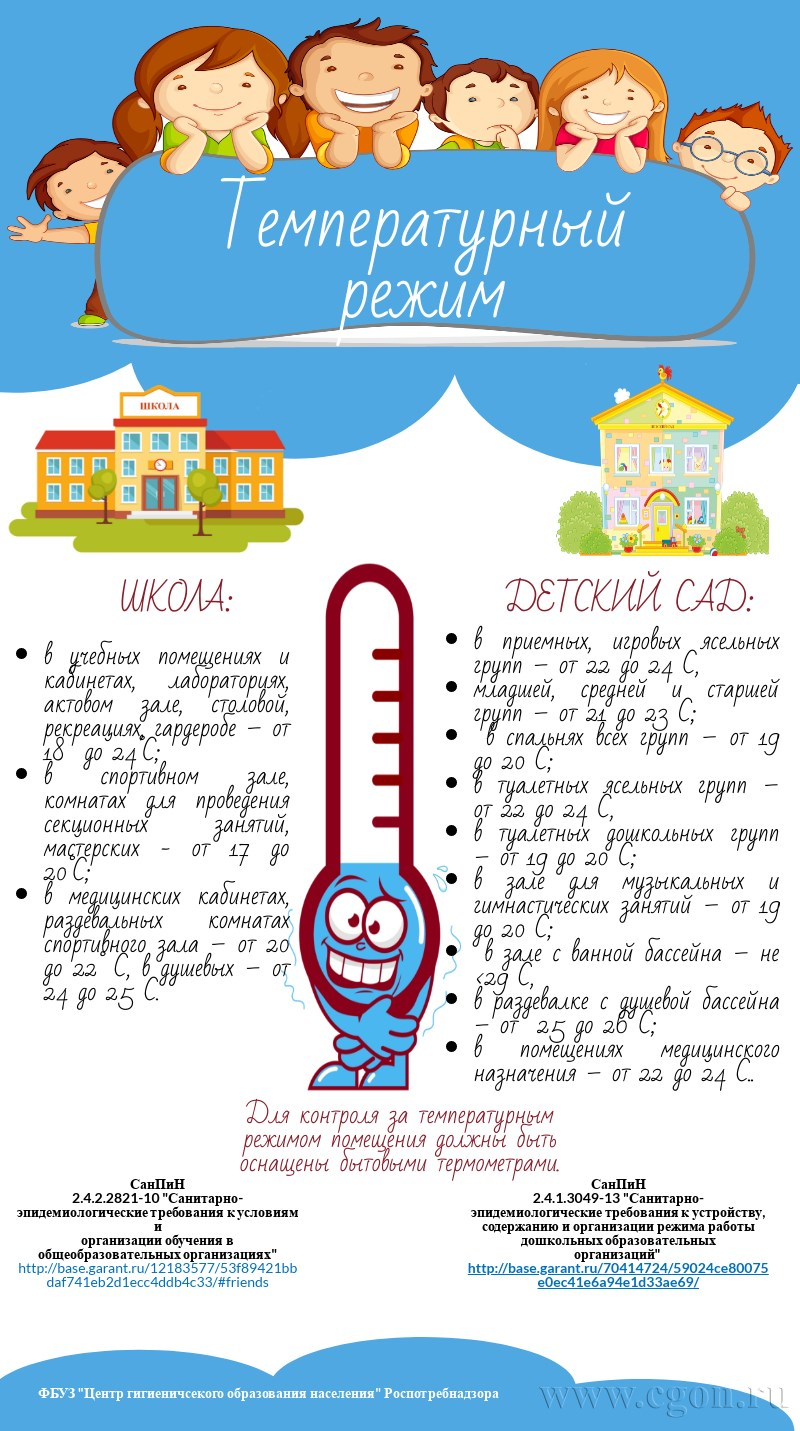 Температурный
режим
ШКОЛА
ШКОЛА:
в учебных помещениях и
кабинетах, лабораториях,
актовом зале, столовой,
рекреациях, гардеробе – от
18 до 24 С;
в спортивном зале,
комнатах для проведения
секционных занятий,
мастерских - от 17 до
20 С;
в медицинских кабинетах,
раздевальных комнатах
спортивного зала – от 20
до 22 С, в душевых – от
24 до 25 С.
ДЕТСКИЙ САД:
в приемных, игровых ясельных
групп – от 22 до 24 С,
младшей, средней и старшей
групп – от 21 до 23 С;
в спальнях всех групп – от 19
до 20 С;
в туалетных ясельных групп –
от 22 до 24 С,
в туалетных дошкольных групп
– от 19 до 20 С;
в зале для музыкальных и
гимнастических занятий – от 19
до 20 С;
в зале с ванной бассейна – не
<29 С,
в раздевалке с душевой бассейна
– от 25 до 26 С;
в помещениях медицинского
назначения – от 22 до 24 С..
Для контроля за температурным
режимом помещения должны быть
оснащены бытовыми термометрами.
СанПиН
2.4.2.2821-10 "Санитарно-
эпидемиологические требования к условиям
и
организации обучения в
общеобразовательных организациях"
http://base.garant.ru/12183577/53f89421bb
daf741eb2d1ecc4ddb4c33/#friends
СанПиН
2.4.1.3049-13 "Санитарно-
эпидемиологические требования к устройству,
содержанию и организации режима работы
дошкольных образовательных
организаций"
http://base.garant.ru/70414724/59024ce80075
e0ec41e6a94e1d33ae69/
ФБУЗ "Центр гигиеничсекого образования населения" Роспотребнадзора
www.cgon.ru